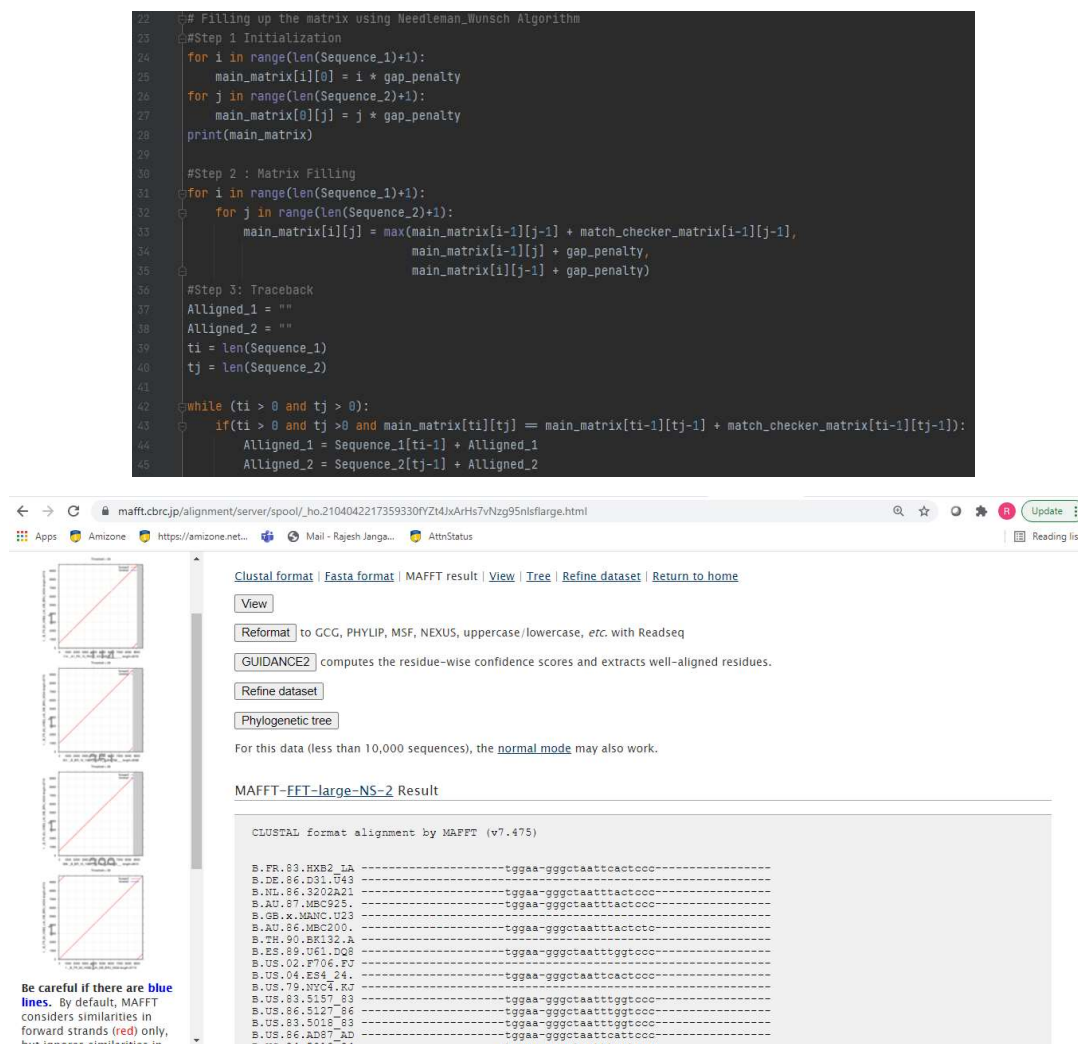 22 # Filling up the matrix using Needleman_Wunsch Algorithm
23 #Step 1 Initialization
24 for i in range(len(Sequence_1)+1):
25 main_matrix[i][0] = i * gap_penalty
26 for j in range(len(Sequence_2)+1):
27 main_matrix[0][j] = j * gap_penalty
28 print(main_matrix)
29
30 #Step 2 : Matrix Filling
31 for i in range(len(Sequence_1)+1):
32 for j in range(len(Sequence_2)+1):
33 main_matrix[i][j] = max(main_matrix[i-1][j-1] + match_checker_matrix[i-1][j-1],
34 main_matrix[i-1][j] + gap_penalty,
35 main_matrix[i][j-1] + gap_penalty)
36 #Step 3: Traceback
37 Alligned_1 = ""
38 Alligned_2 = ""
39 ti = len(Sequence_1)
40 tj = len(Sequence_2)
41
42 while (ti > 0 and tj > 0):
43 if(ti > 0 and tj >0 and main_matrix[ti][tj] == main_matrix[ti-1][tj-1] + match_checker_matrix[ti-1][tj-1]):
44 Alligned_1 = Sequence_1[ti-1] + Alligned_1
45 Alligned_2 = Sequence_2[tj-1] + Alligned_2
mafft.cbrc.jp/alignment/server/spool/_ho.2104042217359330fYZt4JxArHs7vNzg95nlsflarge.html
R Update
Apps Amizone https://amizone.net... Mail - Rajesh Janga... AttnStatus Reading lis
Clustal format | Fasta format | MAFFT result | View | Tree | Refine dataset | Return to home
View
Reformat to GCG, PHYLIP, MSF, NEXUS, uppercase/lowercase, etc. with Readseq
GUIDANCE2 computes the residue-wise confidence scores and extracts well-aligned residues.
Refine dataset
Phylogenetic tree
For this data (less than 10,000 sequences), the normal mode may also work.
MAFFT-FFT-large-NS-2 Result
CLUSTAL format alignment by MAFFT (v7.475)
B.FR.83.HXB2_LA ---------------------tggaa-gggctaattcactccc-----------------
B.DE.86.D31.U43 ------------------------------------------------------------
B.NL.86.3202A21 ---------------------tggaa-gggctaatttactccc-----------------
B.AU.87.MBC925. ---------------------tggaa-gggctaatttactccc-----------------
B.GB.x.MANC.U23 ------------------------------------------------------------
B.AU.86.MBC200. ---------------------tggaa-gggctaatttactctc-----------------
B.TH.90.BK132.A ------------------------------------------------------------
B.ES.89.U61.DQ8 ---------------------tggaa-gggctaatttggtccc-----------------
B.US.02.F706.FJ ------------------------------------------------------------
B.US.04.ES4_24. ---------------------tggaa-gggctaattcactccc-----------------
B.US.79.NYC4.KJ ------------------------------------------------------------
B.US.83.5157_83 ---------------------tggaa-gggctaatttggtccc-----------------
B.US.86.5127_86 ---------------------tggaa-gggctaatttggtccc-----------------
B.US.83.5018_83 ---------------------tggaa-gggctaatttggtccc-----------------
B.US.86.AD87_AD ---------------------tggaa-gggctaattcattccc-----------------
Be careful if there are blue
lines. By default, MAFFT
considers similarities in
forward strands (red) only,
but ignores similarities in